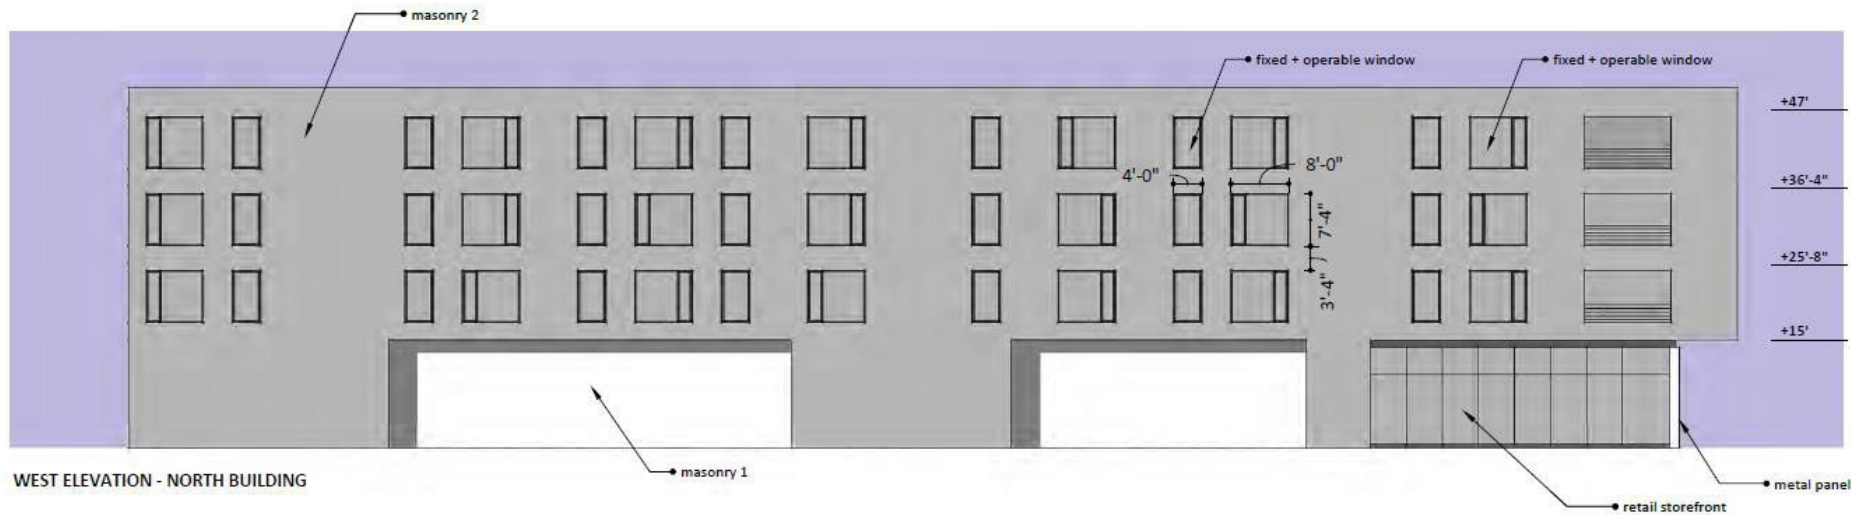 masonry 2
fixed + operable window
fixed + operable window
+47'
4'-0"
8'-0"
+36'-4"
7'-4"
+25'-8"
3'-4"
+15'
masonry 1
WEST ELEVATION - NORTH BUILDING
metal panel
retail storefront